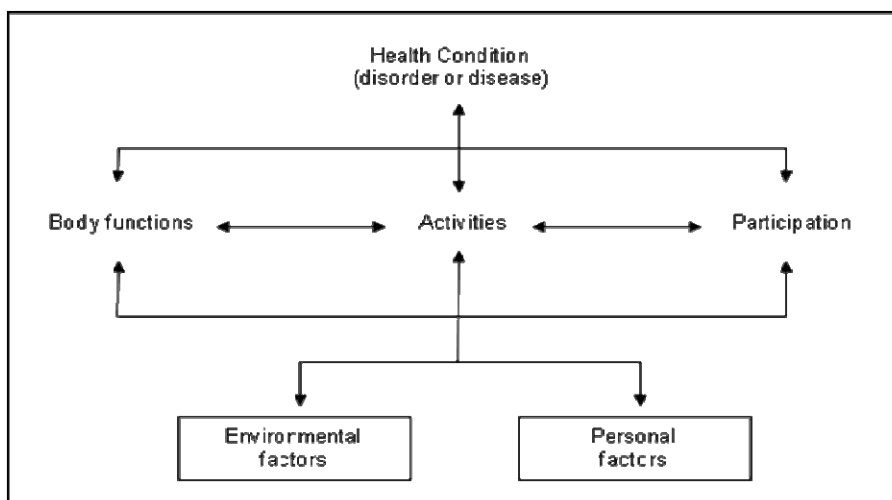 Health Condition
(disorder or disease)
Body functions
Activities
Participation
Environmental
factors
Personal
factors